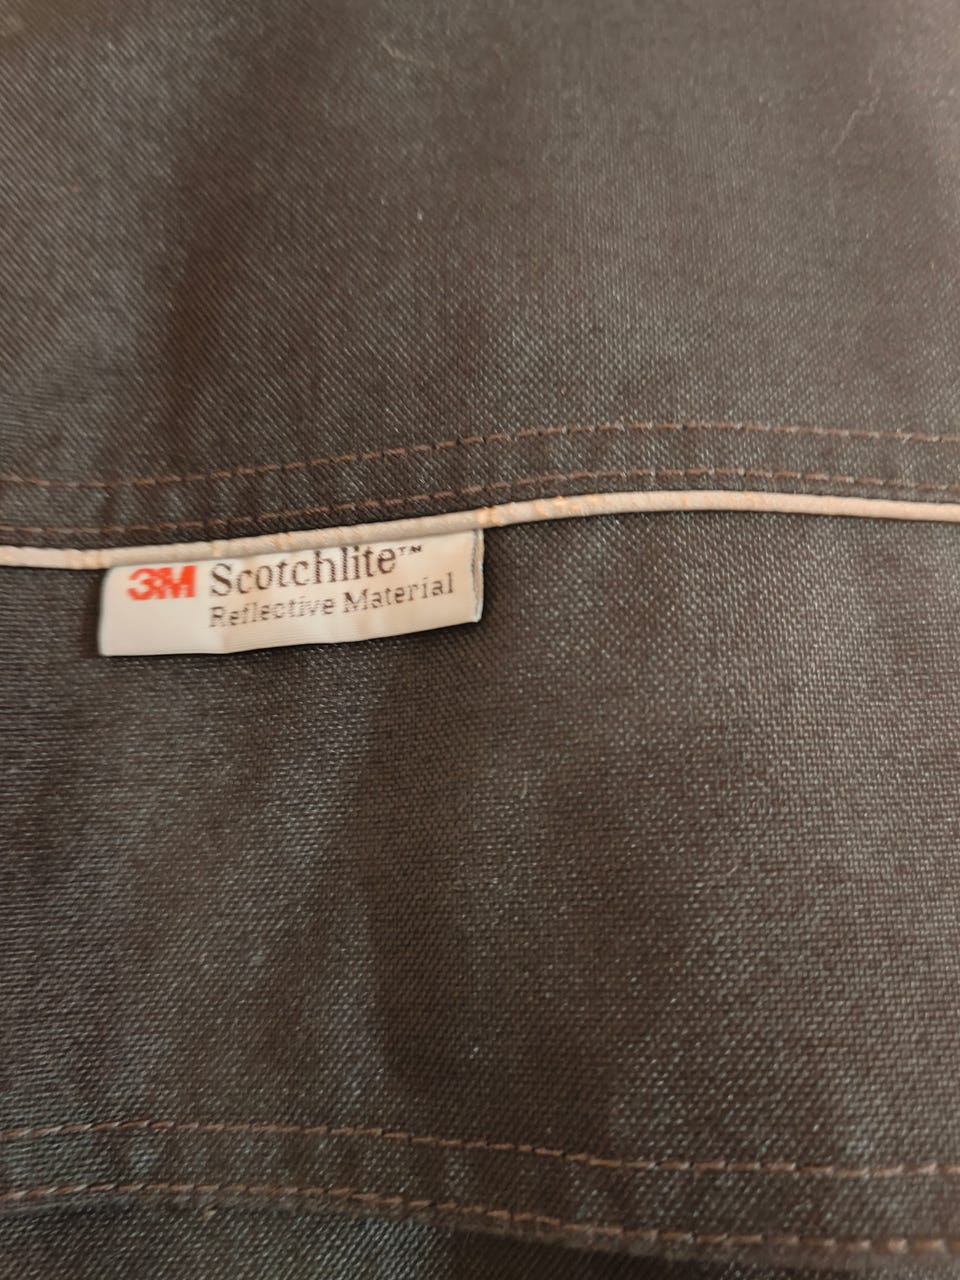 3M Scotchlite™
Reflective Material